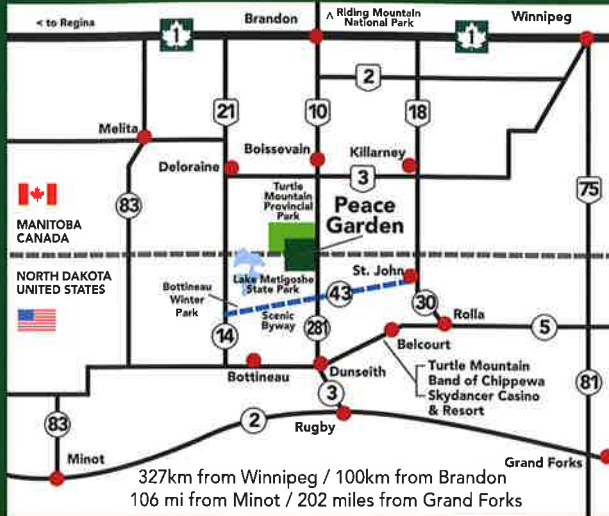 < to Regina
Brandon
^ Riding Mountain
National Park
Winnipeg
1
1
2
21
10
18
Melita
Boissevain
Killarney
Deloraine
3
Turtle
Mountain
Provincial
Park
Peace
Garden
75
83
MANITOBA
CANADA
NORTH DAKOTA
UNITED STATES
Lake Metigoshe
State Park
St. John
Bottineau
Winter
Park
43
30
Scenic
Byway
Rolla
14
281
5
Belcourt
Bottineau
Dunseith
Turtle Mountain
Band of Chippewa
Skydancer Casino
& Resort
81
3
83
2
Rugby
Minot
Grand Forks
327km from Winnipeg / 100km from Brandon
106 mi from Minot / 202 miles from Grand Forks